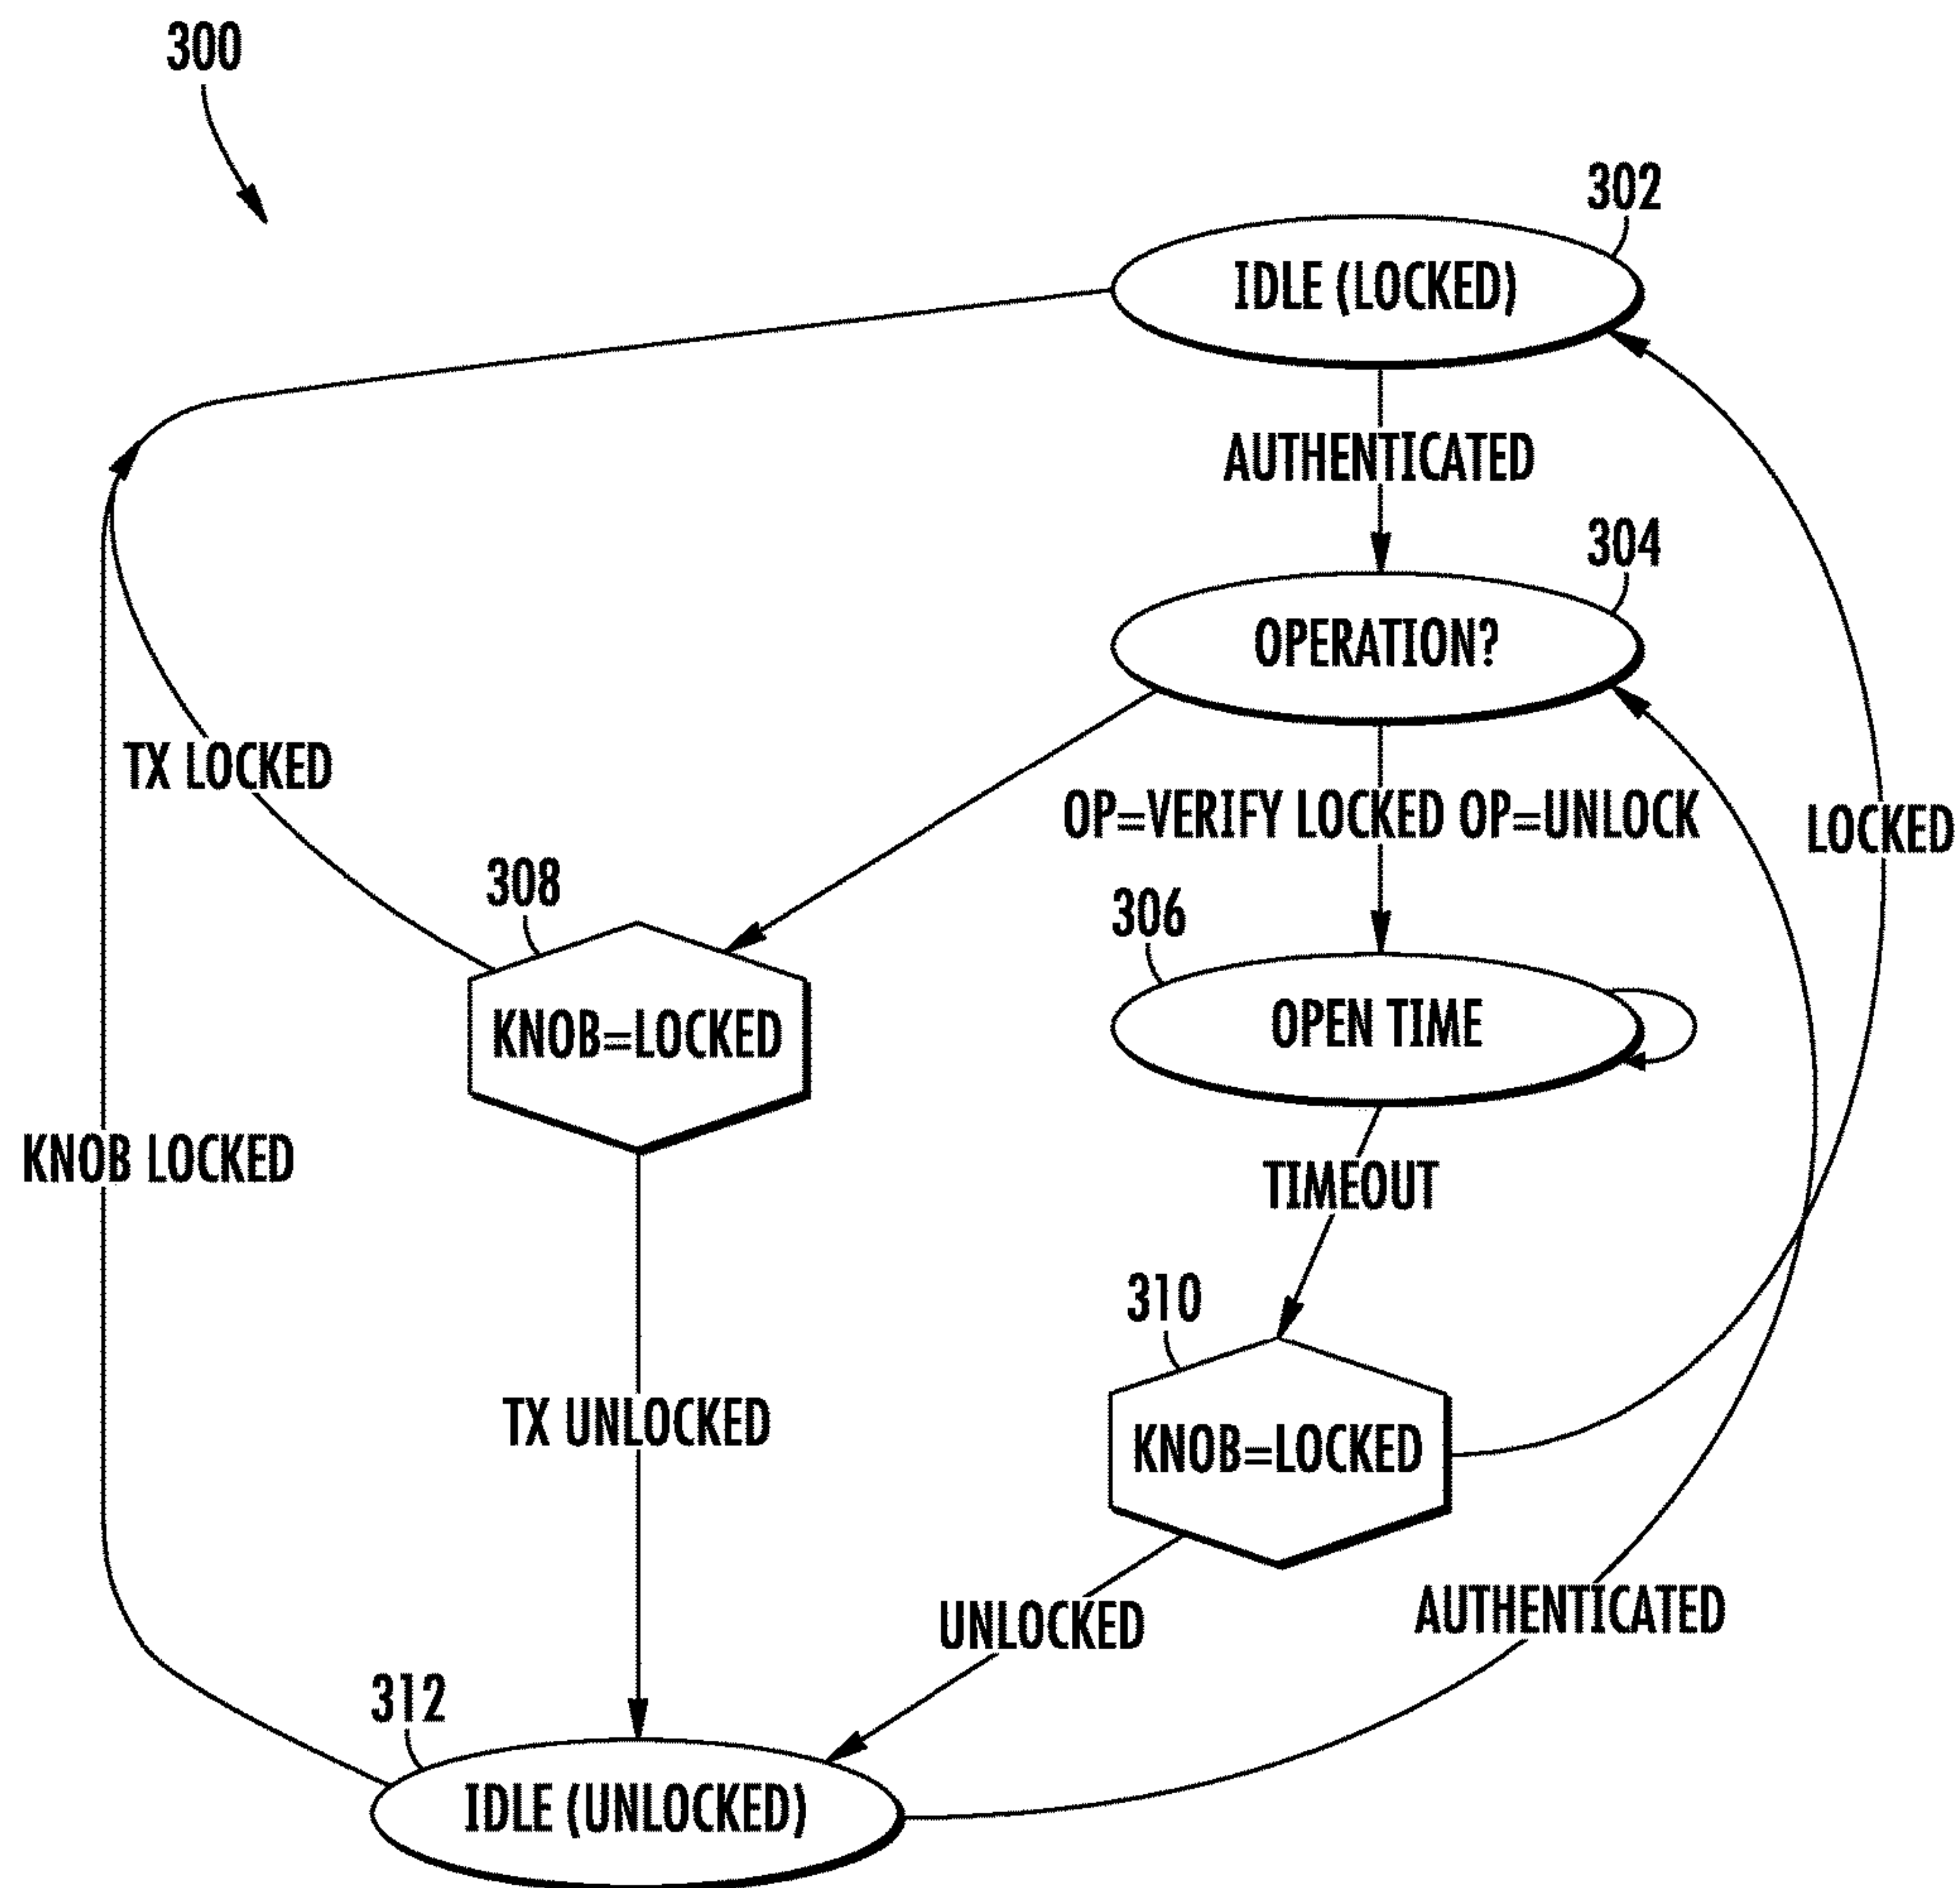 300
302
IDLE (LOCKED)
AUTHENTICATED
304
OPERATION?
TX LOCKED
OP=VERIFY LOCKED OP=UNLOCK
LOCKED
308
306
KNOB=LOCKED
OPEN TIME
KNOB LOCKED
TIMEOUT
310
TX UNLOCKED
KNOB=LOCKED
UNLOCKED
AUTHENTICATED
312
IDLE (UNLOCKED)